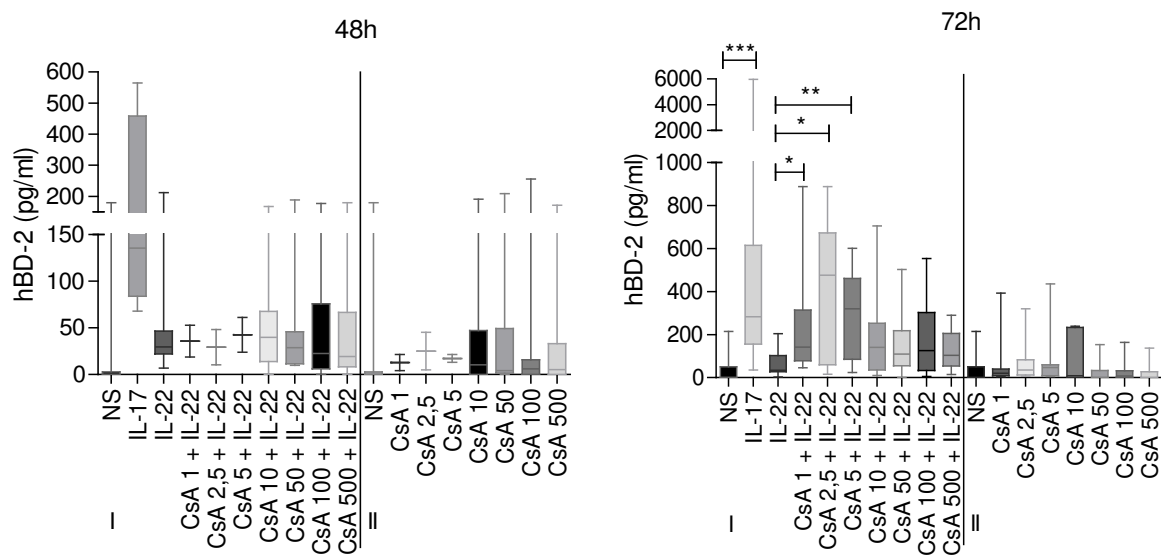 48h
hBD-2 (pg/ml)
600
500
400
300
200
150
100
50
0
NS
IL-17
IL-22
CsA 1 + IL-22
CsA 2,5 + IL-22
CsA 5 + IL-22
CsA 10 + IL-22
CsA 50 + IL-22
CsA 100 + IL-22
CsA 500 + IL-22
NS
CsA 1
CsA 2,5
CsA 5
CsA 10
CsA 50
CsA 100
CsA 500
I
II
72h
hBD-2 (pg/ml)
6000
4000
2000
1000
800
600
400
200
0
***
**
*
*
NS
IL-17
IL-22
CsA 1 + IL-22
CsA 2,5 + IL-22
CsA 5 + IL-22
CsA 10 + IL-22
CsA 50 + IL-22
CsA 100 + IL-22
CsA 500 + IL-22
NS
CsA 1
CsA 2,5
CsA 5
CsA 10
CsA 50
CsA 100
CsA 500
I
II